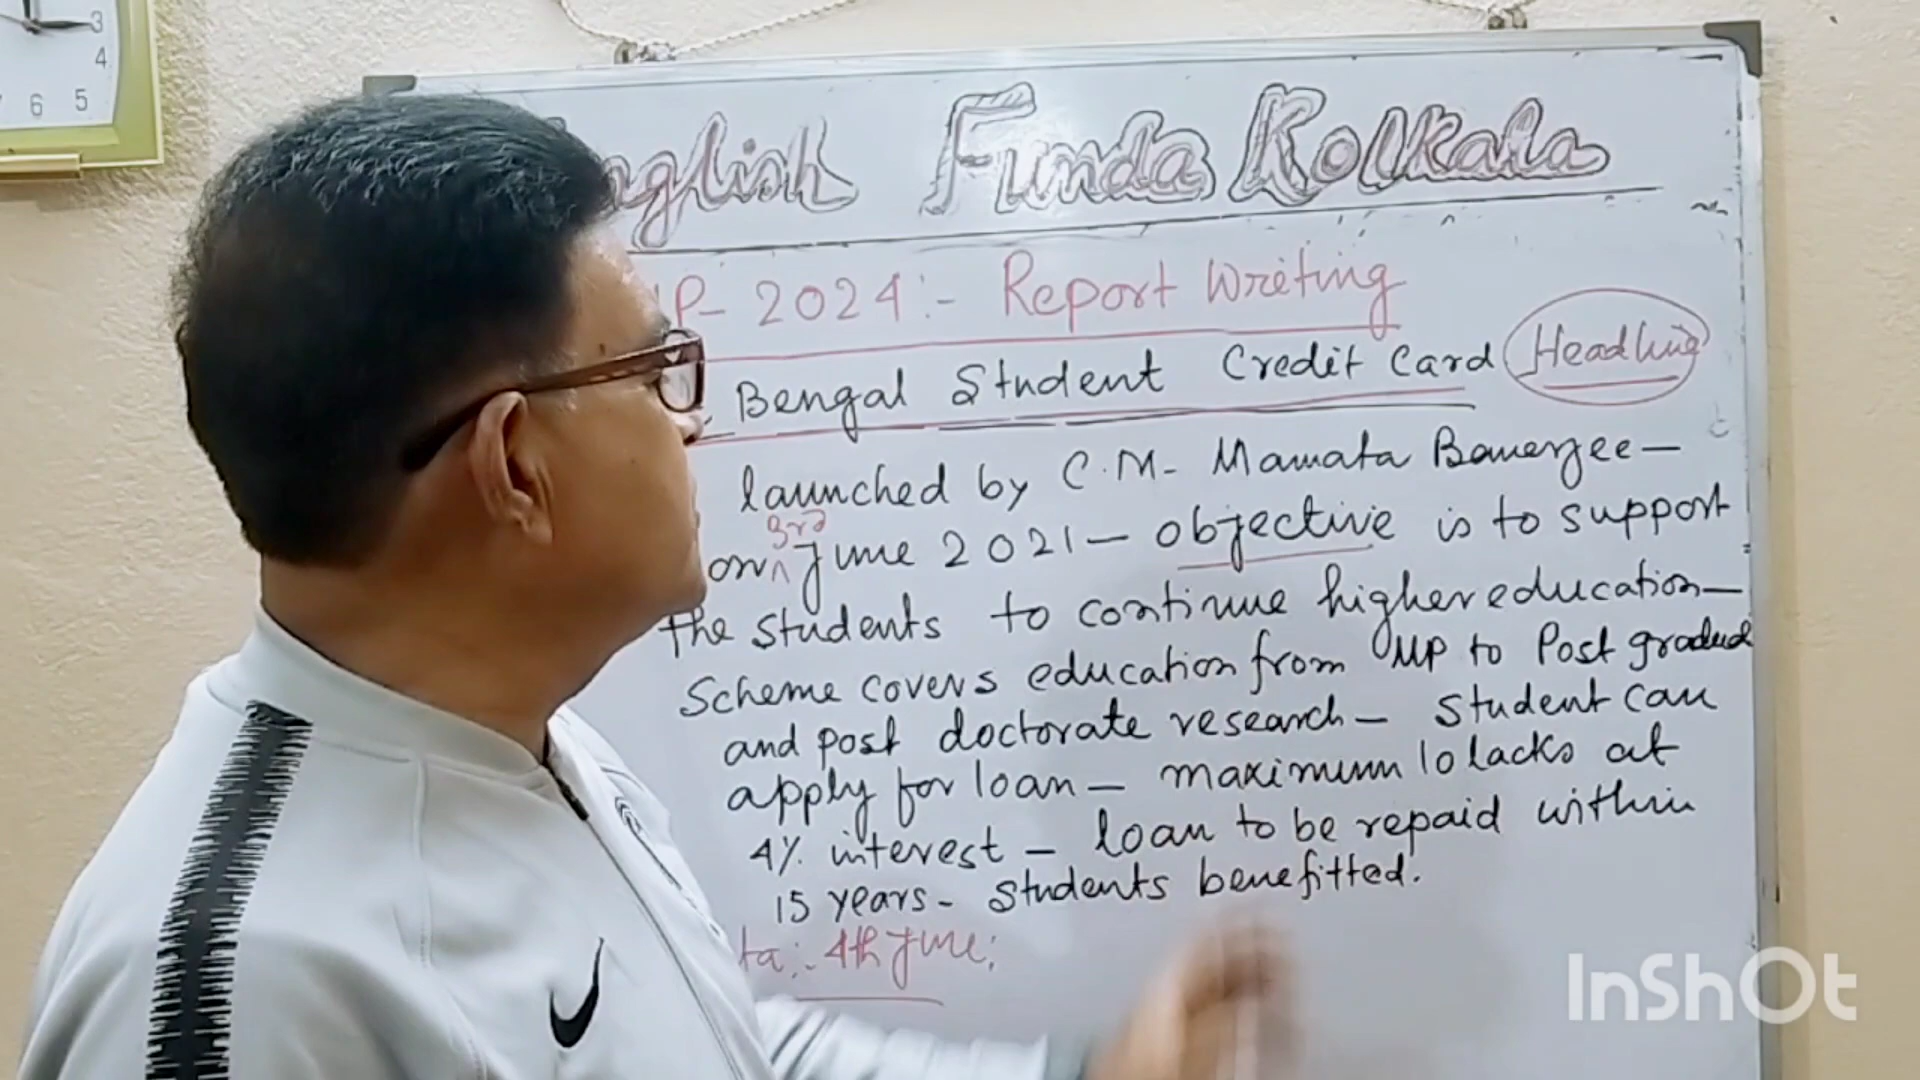 3
4
5
6
English Funda Kolkata
MP- 2024:- Report Writing
Bengal Student Credit Card Headline
launched by C.M- Mamata Banerjee-
3rd
on ^ June 2021- objective is to support
the students to continue higher education-
Scheme covers education from MP to Post graduate
and post doctorate research- Student can
apply for loan- maximum 10 lacks at
4% interest - loan to be repaid within
15 years- Students benefitted.
ta:- 4th June:
InShOt